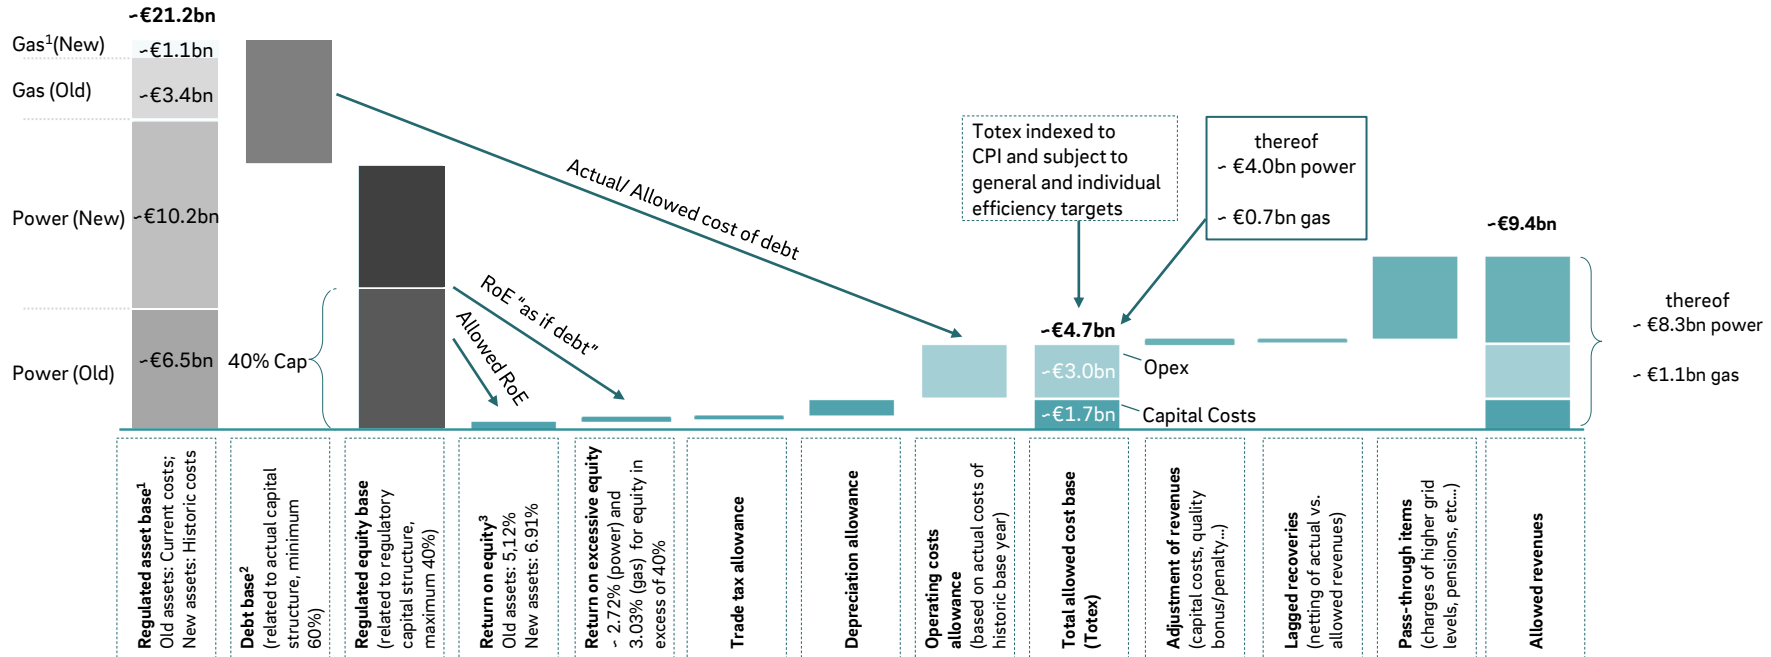 ~€21.2bn
Gas¹(New)
~€1.1bn
Gas (Old)
~€3.4bn
Power (New)
~€10.2bn
Power (Old)
~€6.5bn
40% Cap
Actual/ Allowed cost of debt
RoE "as if debt"
Allowed RoE
Totex indexed to
CPI and subject to
general and individual
efficiency targets
thereof
~ €4.0bn power
~ €0.7bn gas
~€4.7bn
~€3.0bn
Opex
~€1.7bn
Capital Costs
~€9.4bn
thereof
~ €8.3bn power
~ €1.1bn gas
Regulated asset base¹
Old assets: Current costs;
New assets: Historic costs
Debt base²
(related to actual capital
structure, minimum
60%)
Regulated equity base
(related to regulatory
capital structure,
maximum 40%)
Return on equity³
Old assets: 5,12%
New assets: 6.91%
Return on excessive equity
~ 2.72% (power) and
3.03% (gas) for equity in
excess of 40%
Trade tax allowance
Depreciation allowance
Operating costs
allowance
(based on actual costs of
historic base year)
Total allowed cost base
(Totex)
Adjustment of revenues
(capital costs, quality
bonus/penalty...)
Lagged recoveries
(netting of actual vs.
allowed revenues)
Pass-through items
(charges of higher grid
levels, pensions, etc...)
Allowed revenues